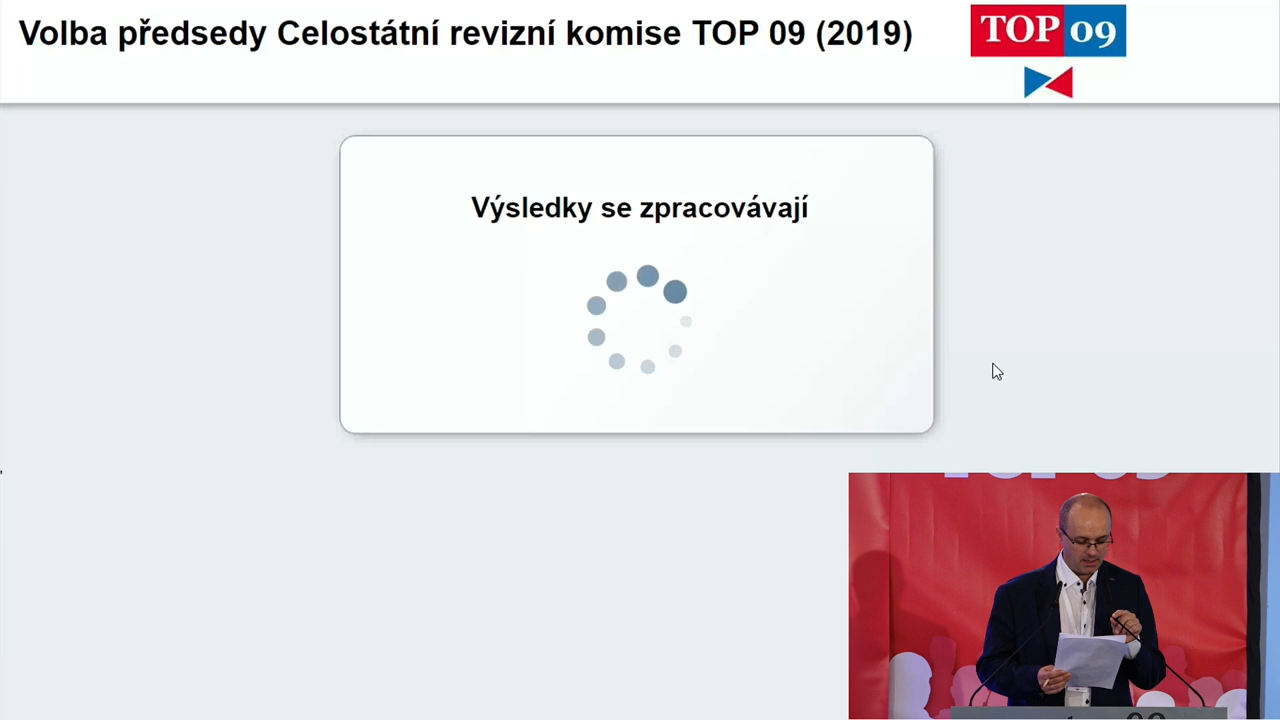 Volba předsedy Celostátní revizní komise TOP 09 (2019)
TOP 09
Výsledky se zpracovávají